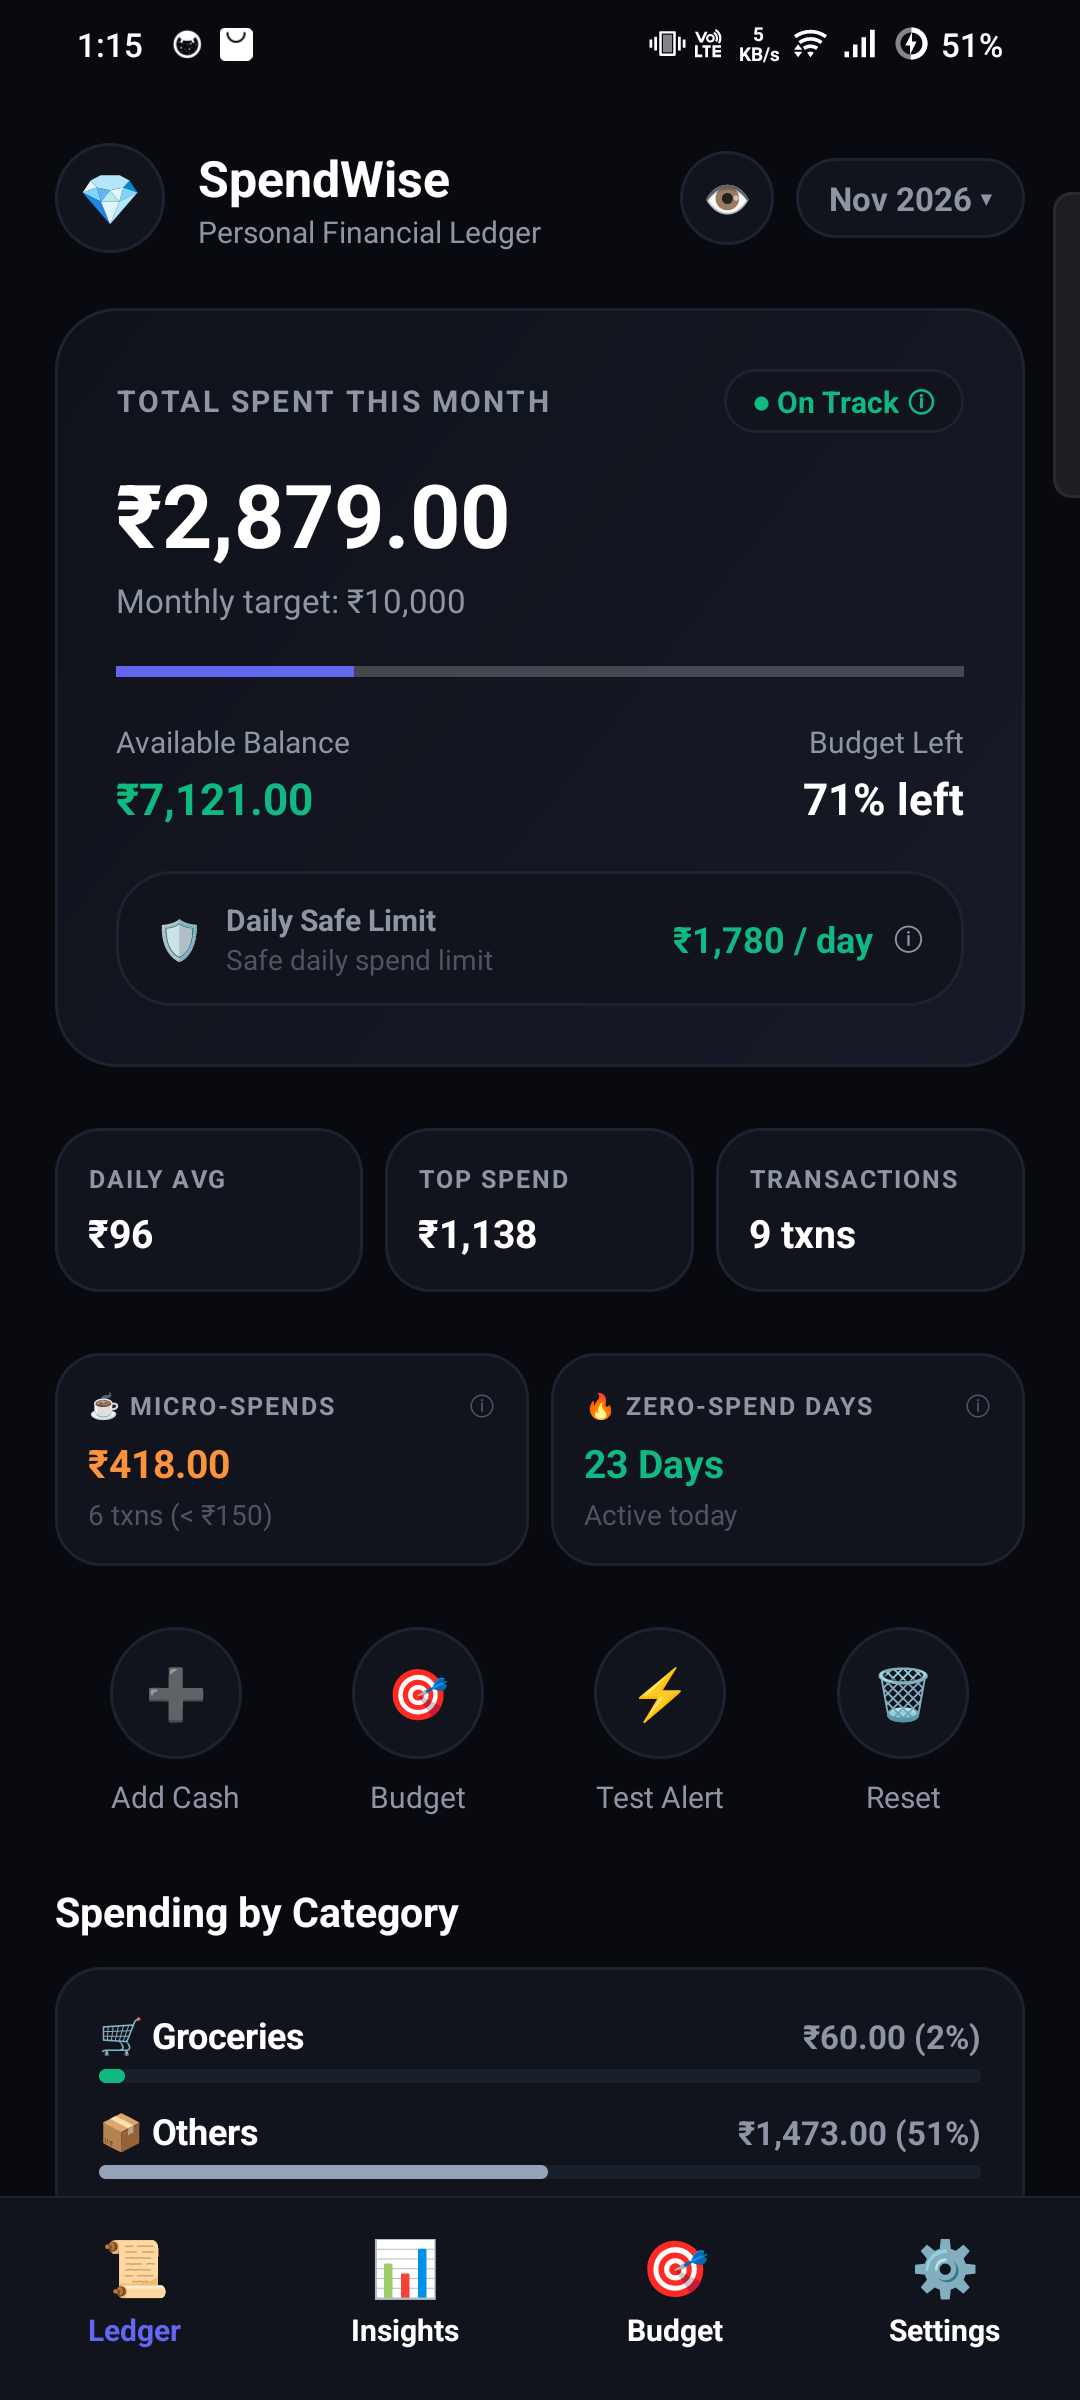 1:15
Vo) LTE
5 KB/s
51%
SpendWise
Personal Financial Ledger
Nov 2026 ▾
TOTAL SPENT THIS MONTH
● On Track ⓘ
₹2,879.00
Monthly target: ₹10,000
Available Balance
Budget Left
₹7,121.00
71% left
Daily Safe Limit
Safe daily spend limit
₹1,780 / day ⓘ
DAILY AVG
₹96
TOP SPEND
₹1,138
TRANSACTIONS
9 txns
MICRO-SPENDS ⓘ
₹418.00
6 txns (< ₹150)
ZERO-SPEND DAYS ⓘ
23 Days
Active today
Add Cash
Budget
Test Alert
Reset
Spending by Category
Groceries
₹60.00 (2%)
Others
₹1,473.00 (51%)
Ledger
Insights
Budget
Settings